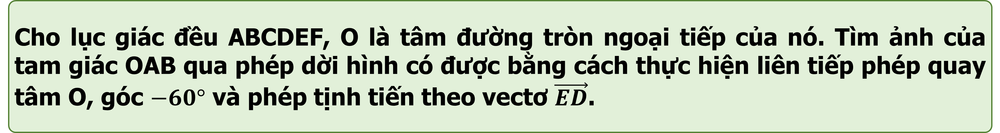 Cho lục giác đều ABCDEF, O là tâm đường tròn ngoại tiếp của nó. Tìm ảnh của
tam giác OAB qua phép dời hình có được bằng cách thực hiện liên tiếp phép quay
tâm O, góc −60° và phép tịnh tiến theo vectơ $\overrightarrow{ED}$.